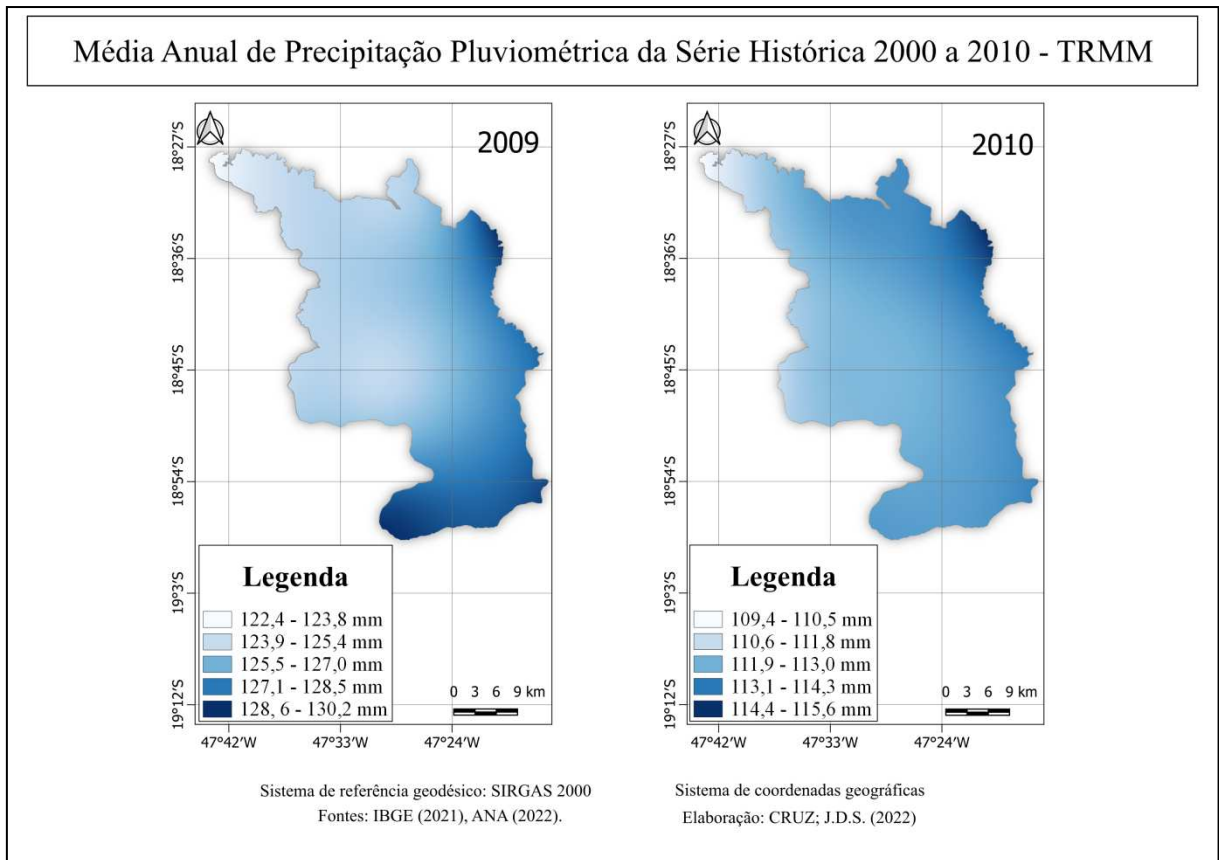 Média Anual de Precipitação Pluviométrica da Série Histórica 2000 a 2010 - TRMM
2009
18°27'S
18°36'S
18°45'S
18°54'S
19°3'S
19°12'S
Legenda
122,4 - 123,8 mm
123,9 - 125,4 mm
125,5 - 127,0 mm
127,1 - 128,5 mm
128, 6 - 130,2 mm
0 3 6 9 km
47°42'W 47°33'W 47°24'W
2010
18°27'S
18°36'S
18°45'S
18°54'S
19°3'S
19°12'S
Legenda
109,4 - 110,5 mm
110,6 - 111,8 mm
111,9 - 113,0 mm
113,1 - 114,3 mm
114,4 - 115,6 mm
0 3 6 9 km
47°42'W 47°33'W 47°24'W
Sistema de referência geodésico: SIRGAS 2000
Fontes: IBGE (2021), ANA (2022).
Sistema de coordenadas geográficas
Elaboração: CRUZ; J.D.S. (2022)